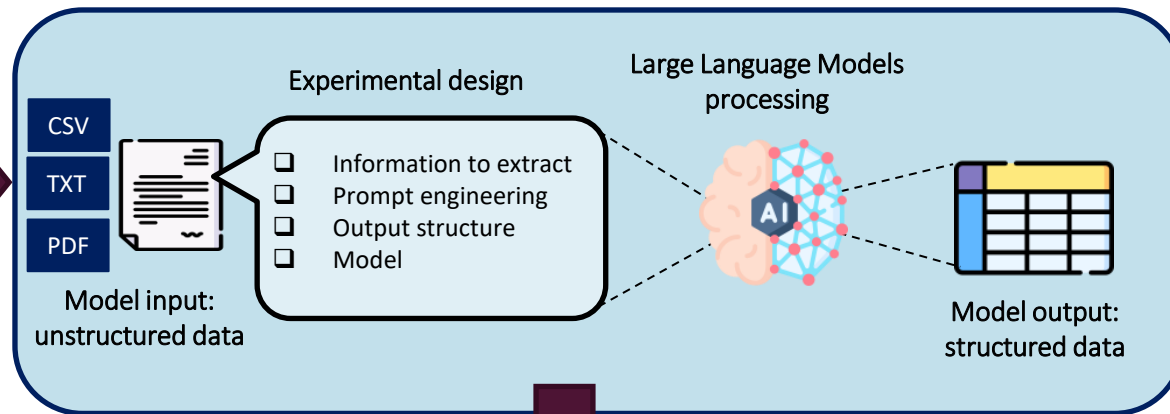 CSV
TXT
PDF
Model input:
unstructured data
Experimental design
Information to extract
Prompt engineering
Output structure
Model
Large Language Models
processing
AI
Model output:
structured data